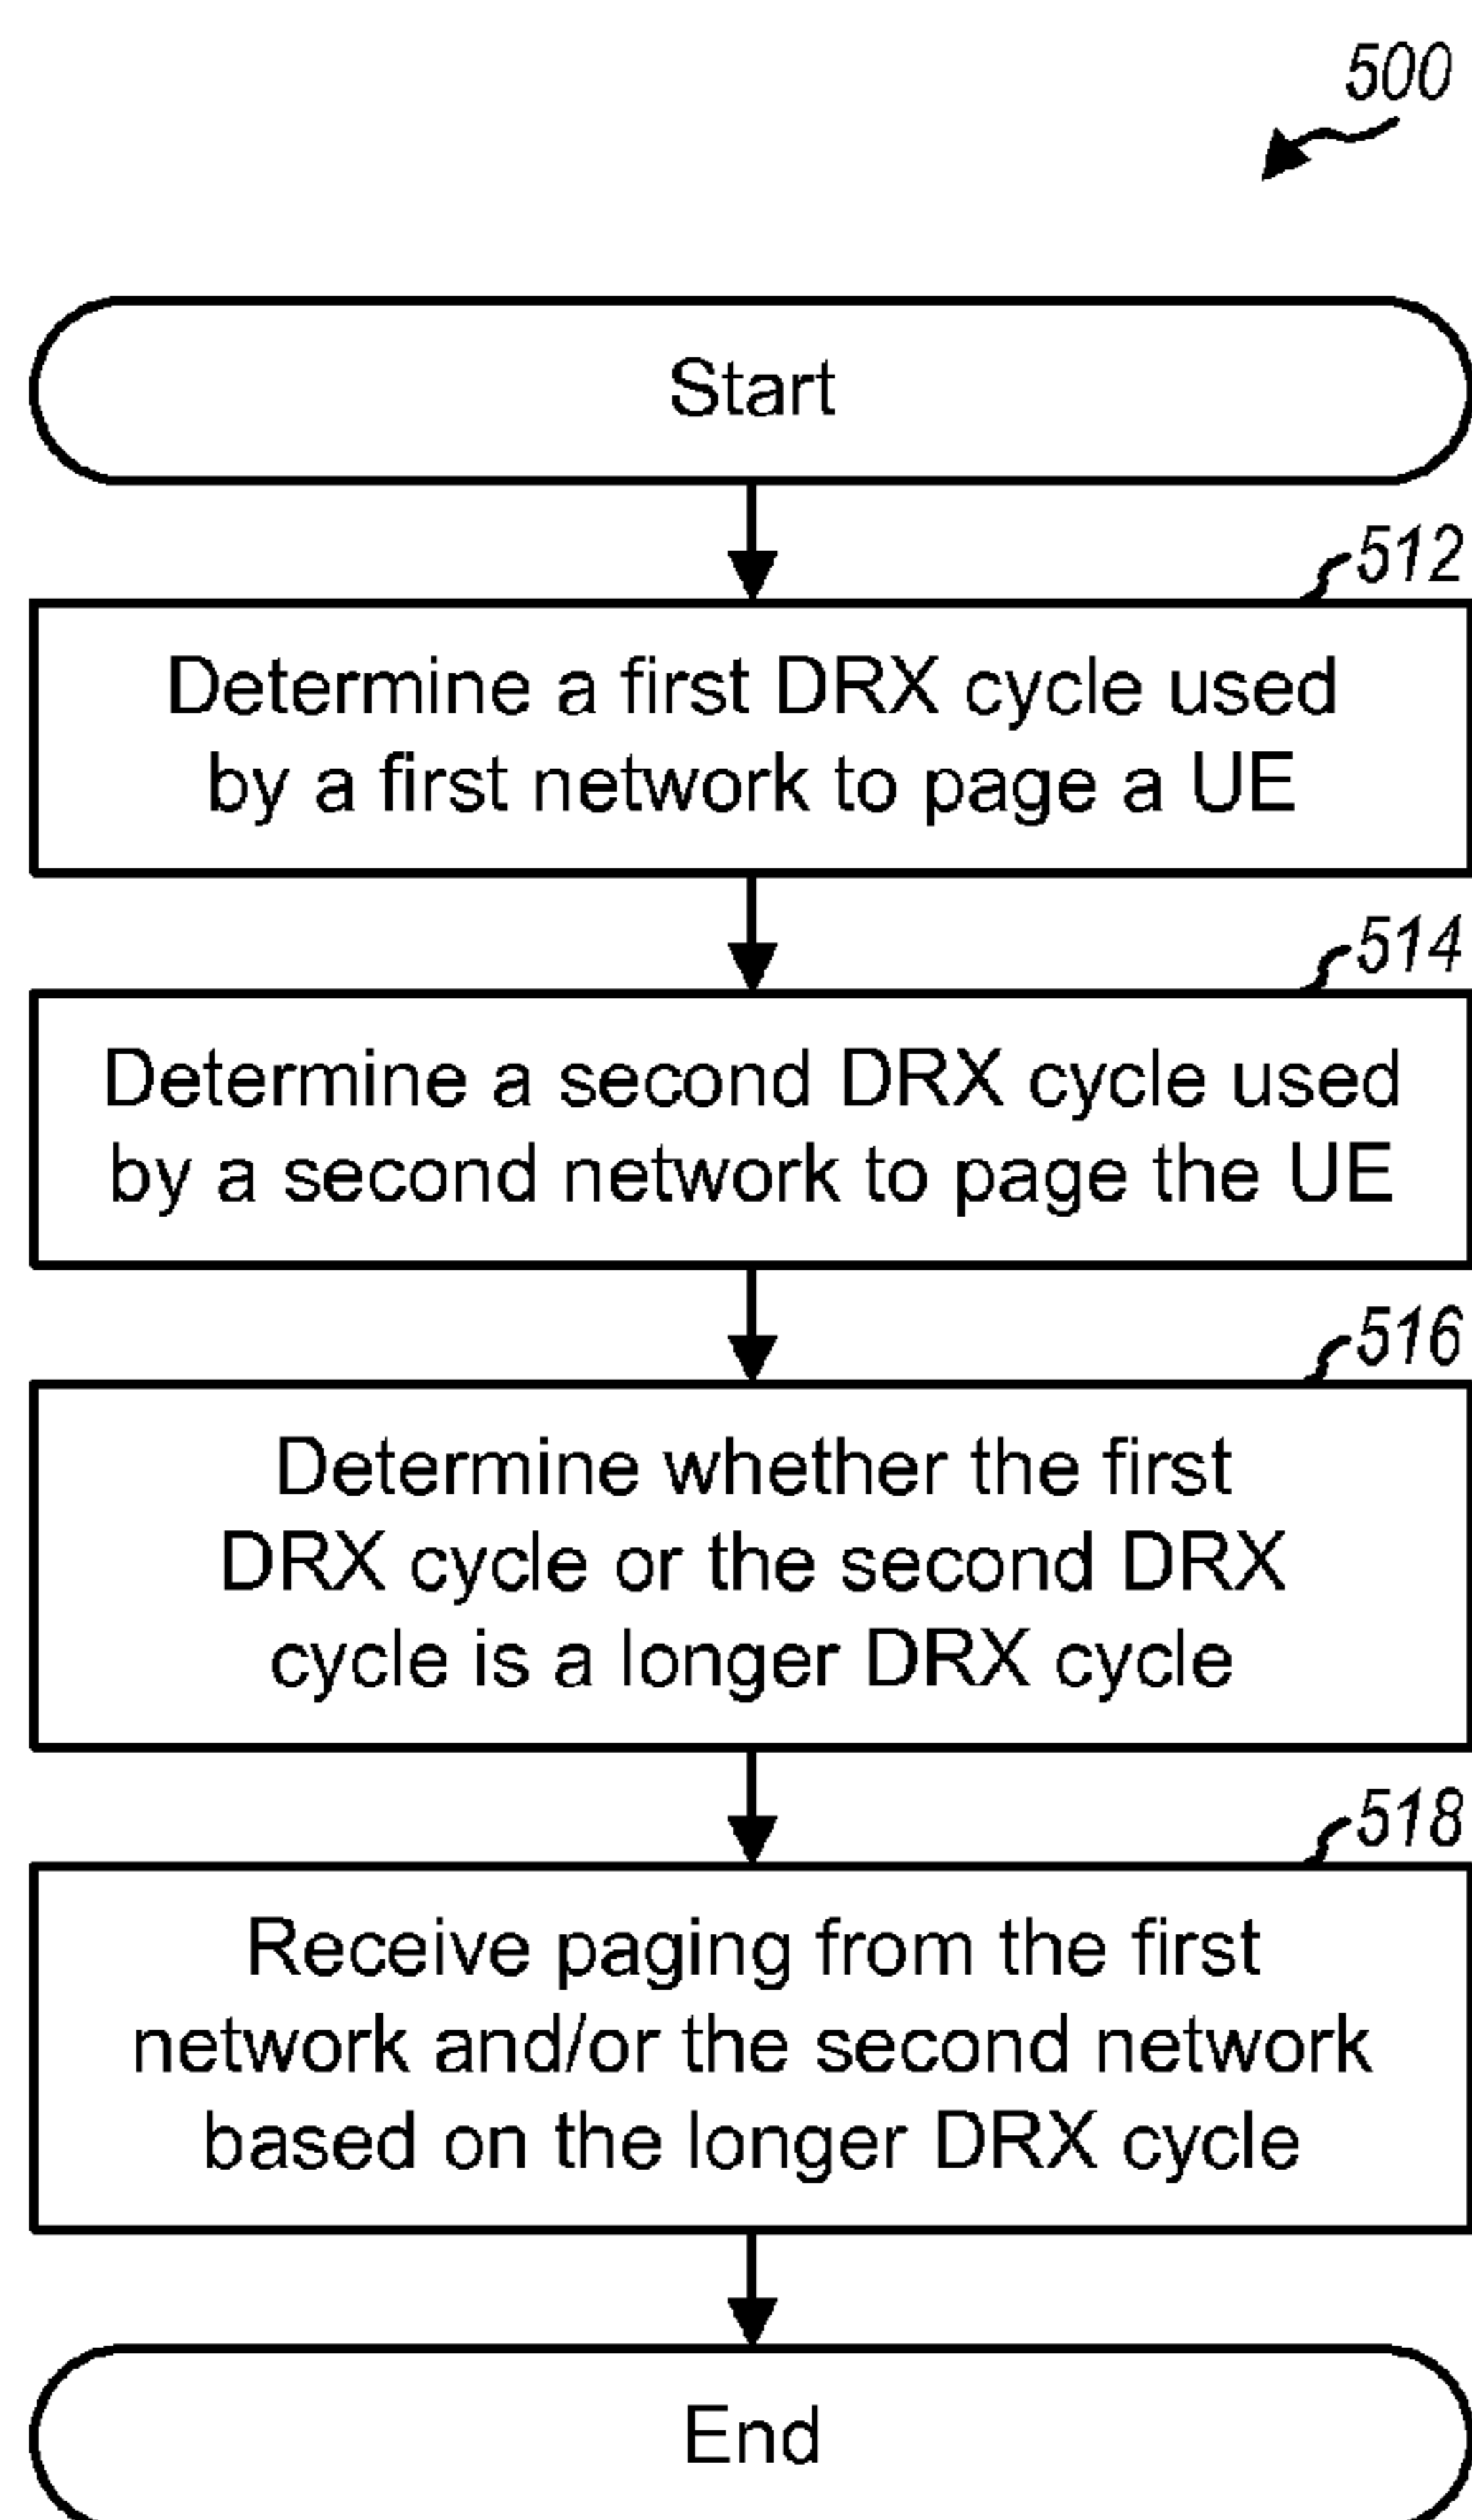 500
Start
512
Determine a first DRX cycle used
by a first network to page a UE
514
Determine a second DRX cycle used
by a second network to page the UE
516
Determine whether the first
DRX cycle or the second DRX
cycle is a longer DRX cycle
518
Receive paging from the first
network and/or the second network
based on the longer DRX cycle
End